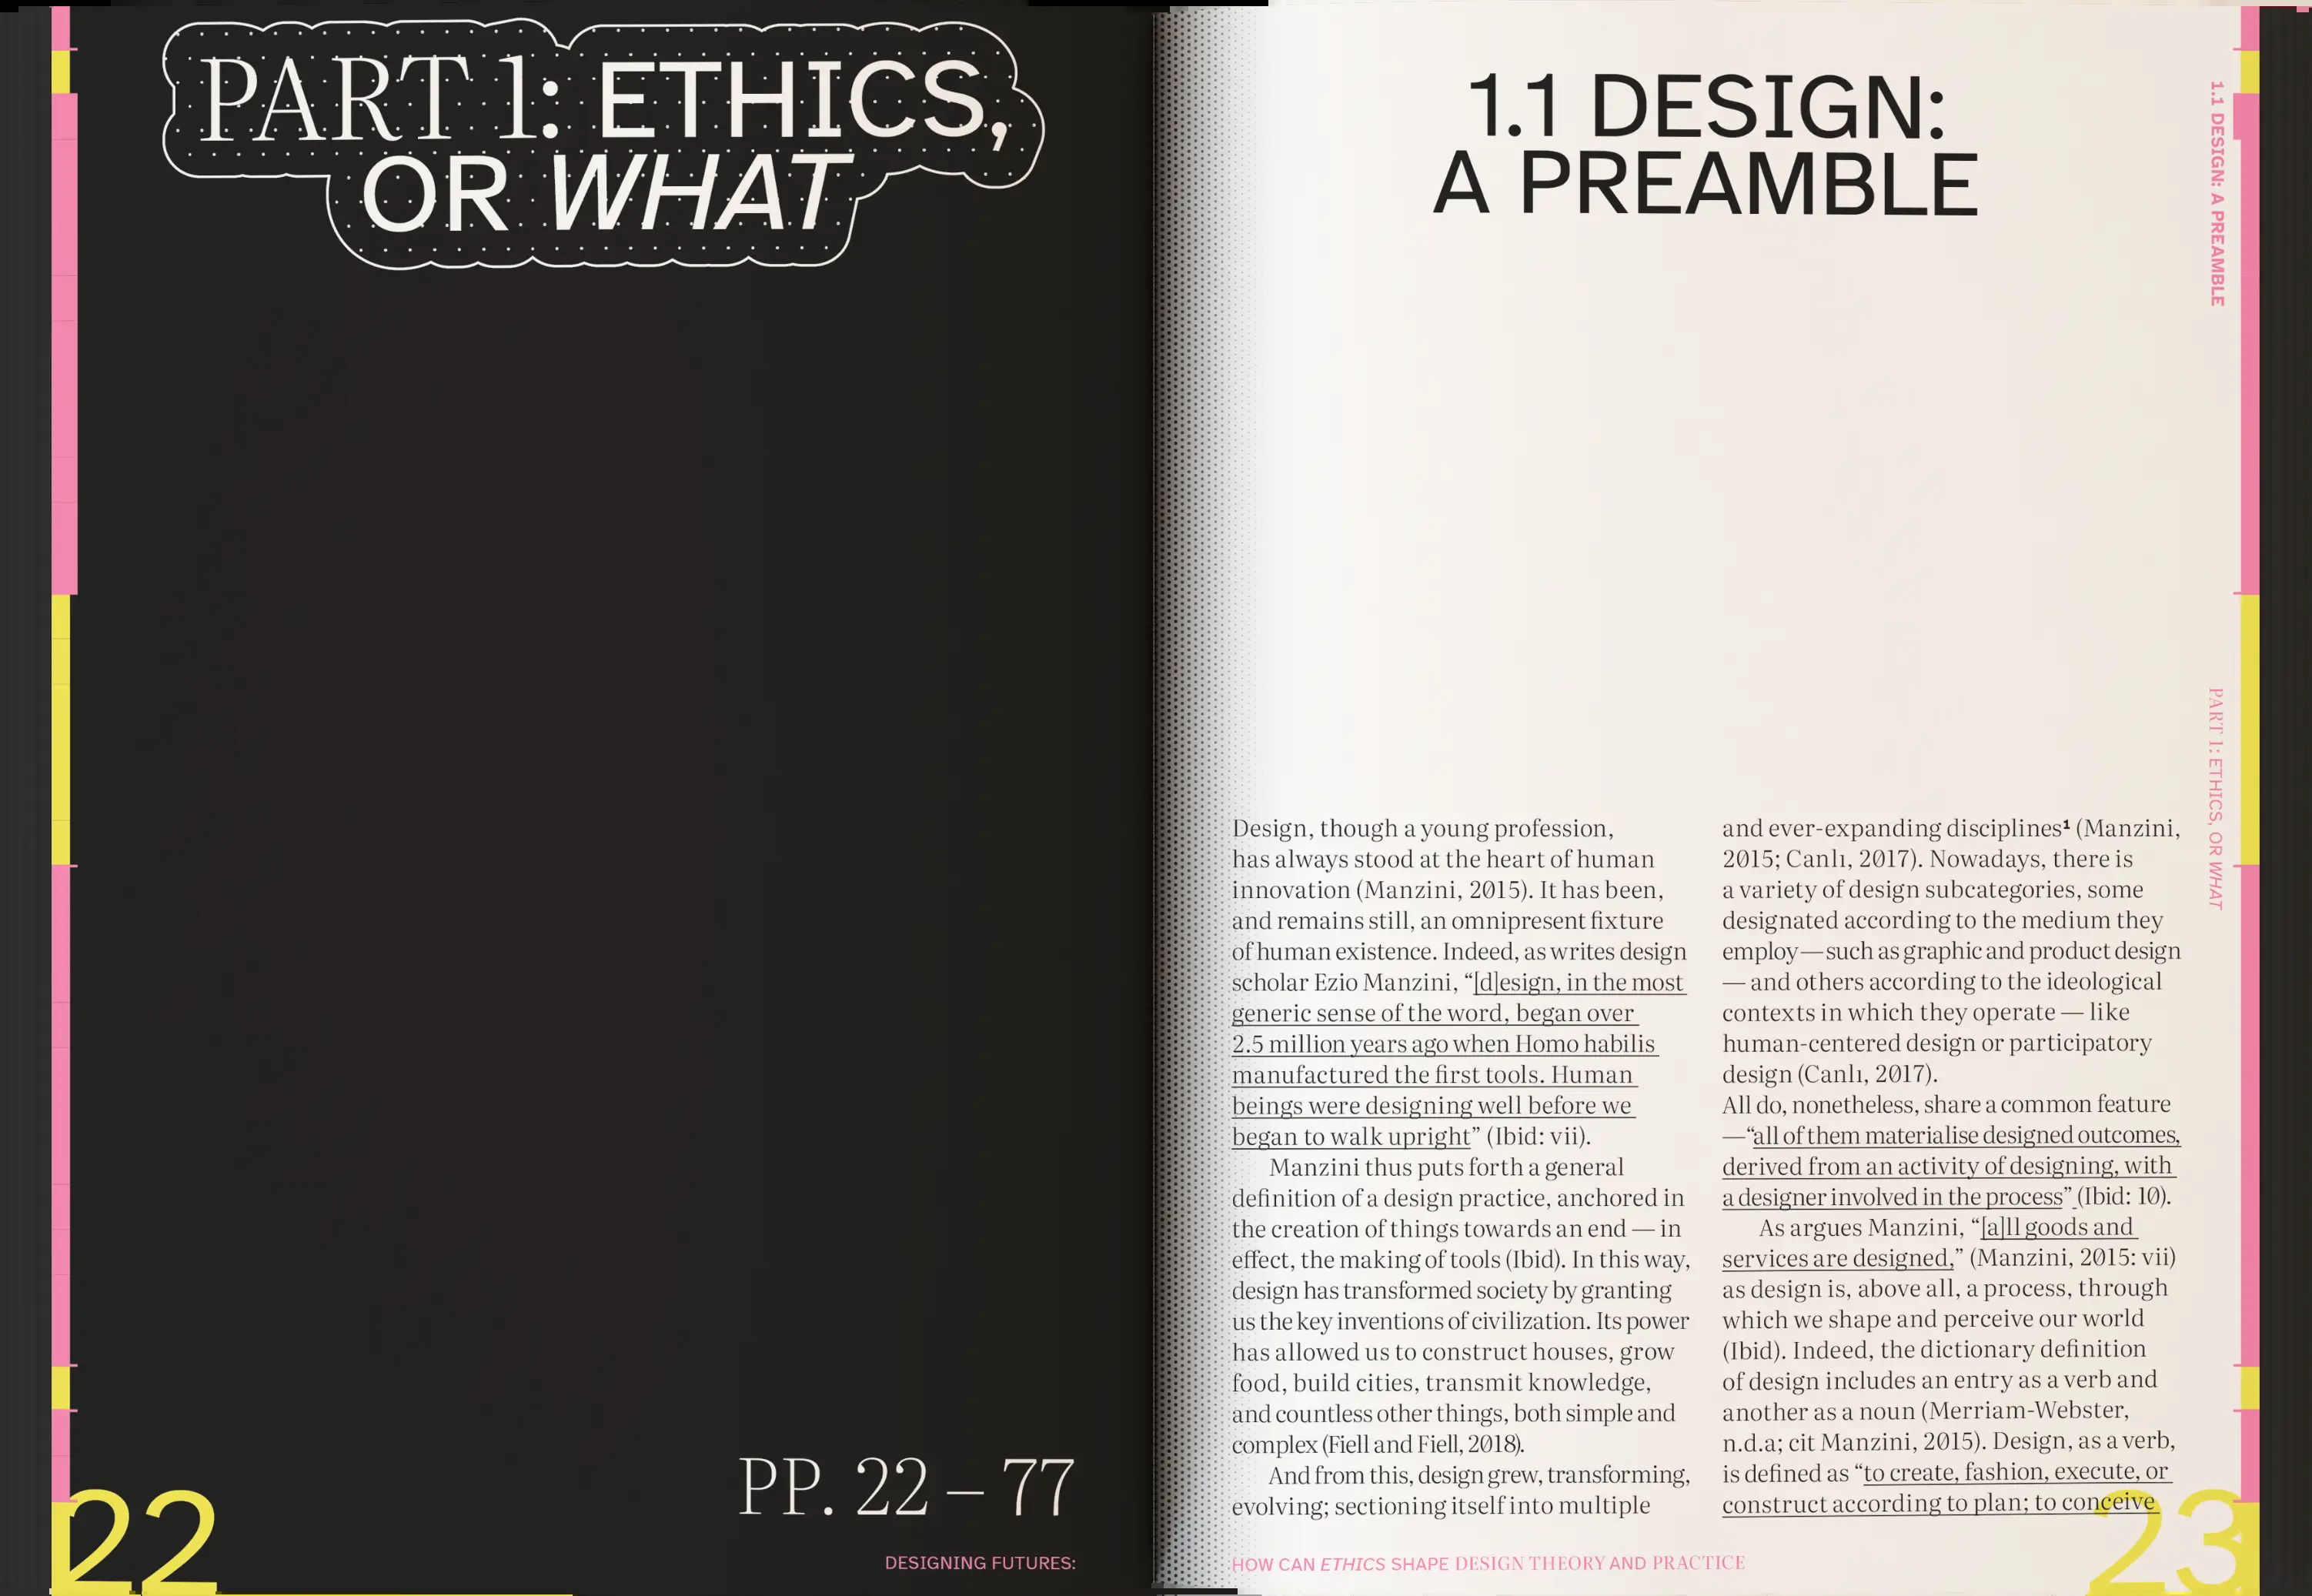 PART 1: ETHICS,
OR WHAT
PP. 22 – 77
22
DESIGNING FUTURES:
1.1 DESIGN:
A PREAMBLE
Design, though a young profession,
has always stood at the heart of human
innovation (Manzini, 2015). It has been,
and remains still, an omnipresent fixture
of human existence. Indeed, as writes design
scholar Ezio Manzini, “[d]esign, in the most
generic sense of the word, began over
2.5 million years ago when Homo habilis
manufactured the first tools. Human
beings were designing well before we
began to walk upright” (Ibid: vii).
Manzini thus puts forth a general
definition of a design practice, anchored in
the creation of things towards an end — in
effect, the making of tools (Ibid). In this way,
design has transformed society by granting
us the key inventions of civilization. Its power
has allowed us to construct houses, grow
food, build cities, transmit knowledge,
and countless other things, both simple and
complex (Fiell and Fiell, 2018).
And from this, design grew, transforming,
evolving; sectioning itself into multiple
and ever-expanding disciplines¹ (Manzini,
2015; Canlı, 2017). Nowadays, there is
a variety of design subcategories, some
designated according to the medium they
employ — such as graphic and product design
— and others according to the ideological
contexts in which they operate — like
human-centered design or participatory
design (Canlı, 2017).
All do, nonetheless, share a common feature
—“all of them materialise designed outcomes,
derived from an activity of designing, with
a designer involved in the process” (Ibid: 10).
As argues Manzini, “[a]ll goods and
services are designed,” (Manzini, 2015: vii)
as design is, above all, a process, through
which we shape and perceive our world
(Ibid). Indeed, the dictionary definition
of design includes an entry as a verb and
another as a noun (Merriam-Webster,
n.d.a; cit Manzini, 2015). Design, as a verb,
is defined as “to create, fashion, execute, or
construct according to plan; to conceive
HOW CAN ETHICS SHAPE DESIGN THEORY AND PRACTICE
23
1.1 DESIGN: A PREAMBLE
PART 1: ETHICS, OR WHAT